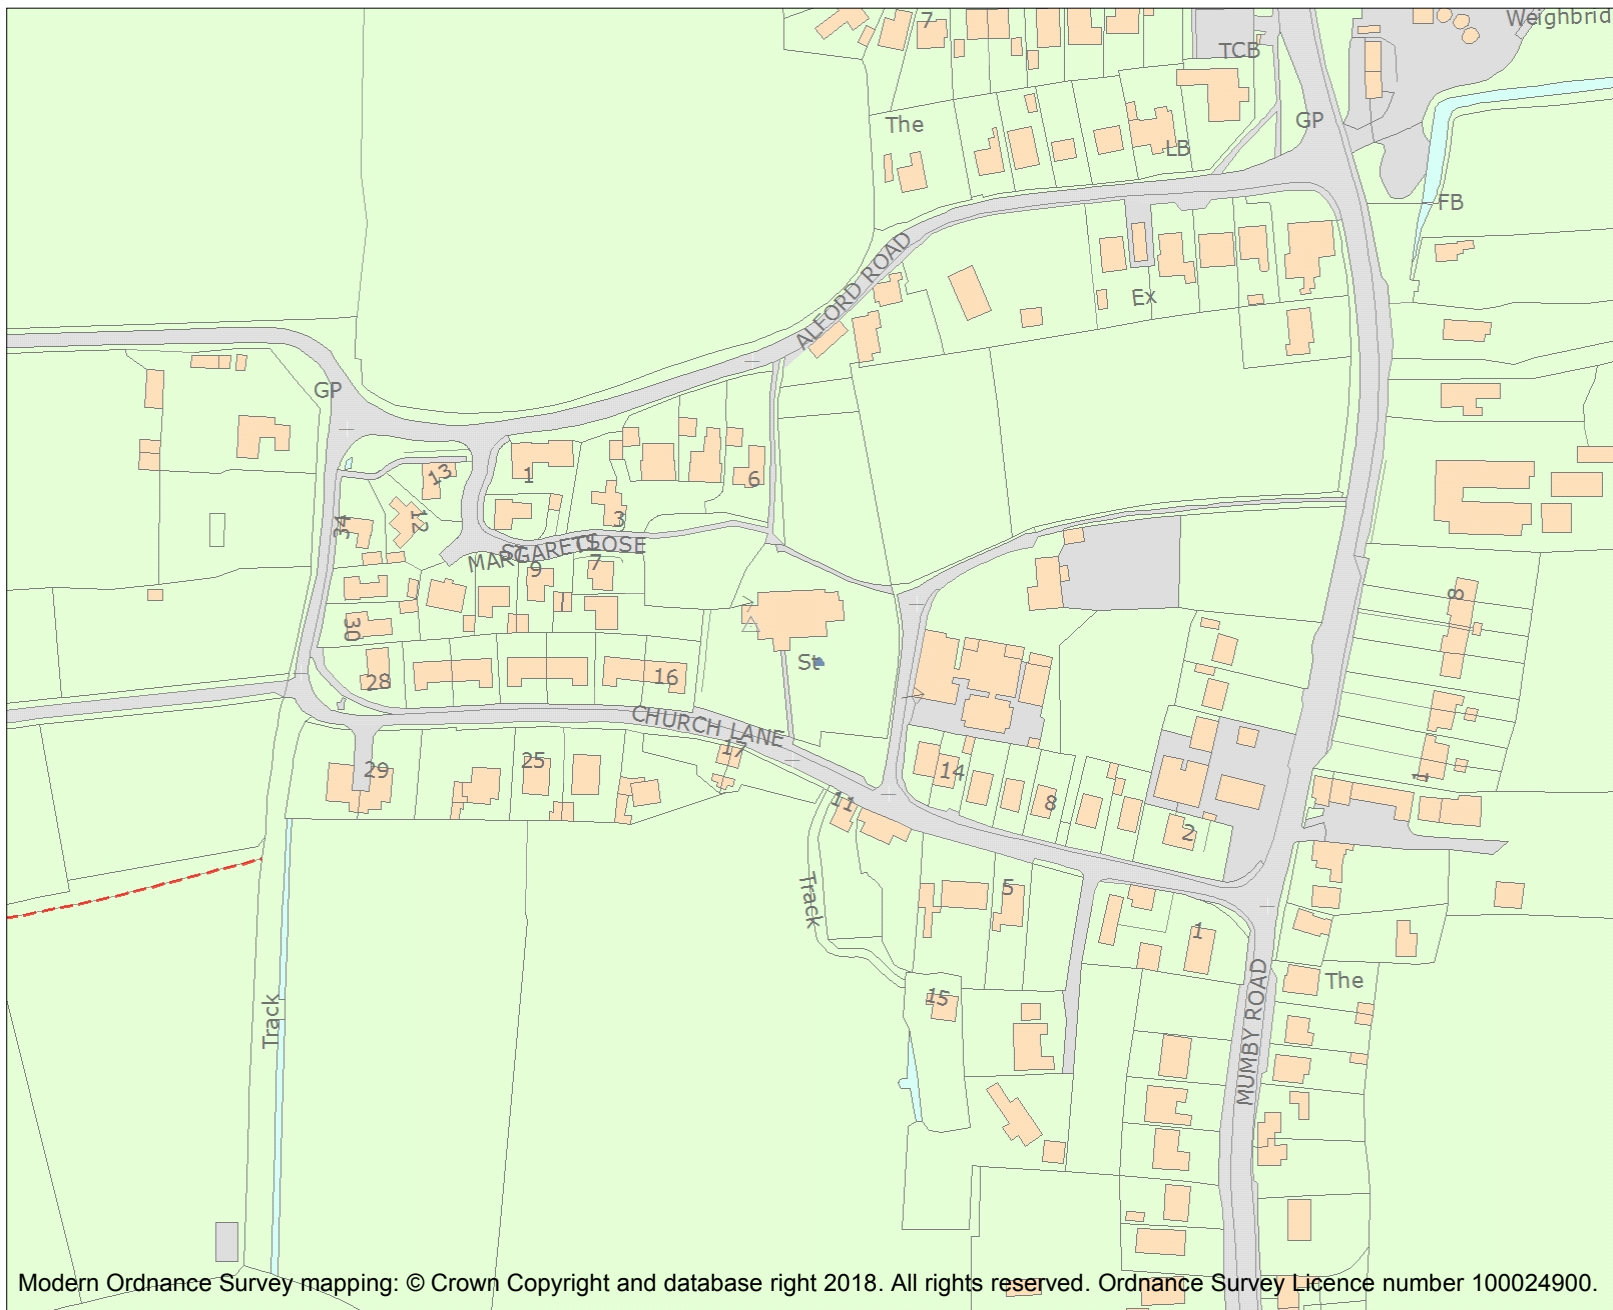 7
Weighbrid
TCB
The
GP
LB
FB
ALFORD ROAD
Ex
GP
13
1
6
12
3
34
ST
MARGARETS
CLOSE
9
7
8
30
St
28
16
CHURCH LANE
17
29
25
14
11
8
1
2
Track
5
1
15
The
Track
MUMBY ROAD
Modern Ordnance Survey mapping: © Crown Copyright and database right 2018. All rights reserved. Ordnance Survey Licence number 100024900.